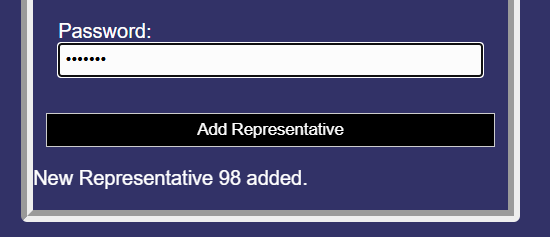 Password:
•••••••
Add Representative
New Representative 98 added.